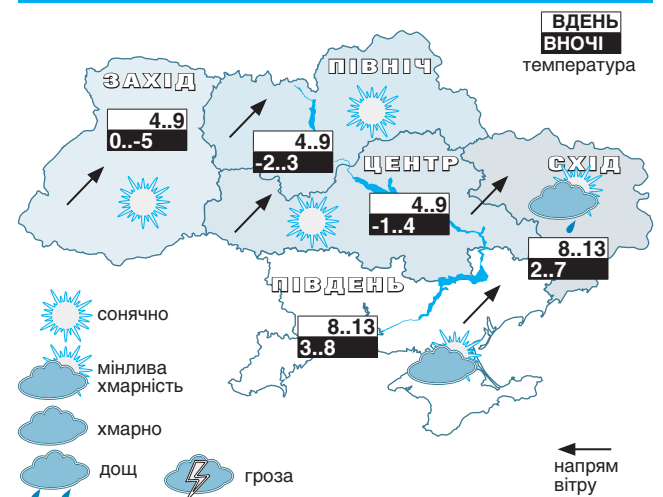 ВДЕНЬ
ВНОЧІ
температура
ПІВНІЧ
ЗАХІД
4..9
0..-5
4..9
-2..3
ЦЕНТР
СХІД
4..9
-1..4
8..13
2..7
ПІВДЕНЬ
8..13
3..8
сонячно
мінлива
хмарність
хмарно
дощ
гроза
напрям
вітру